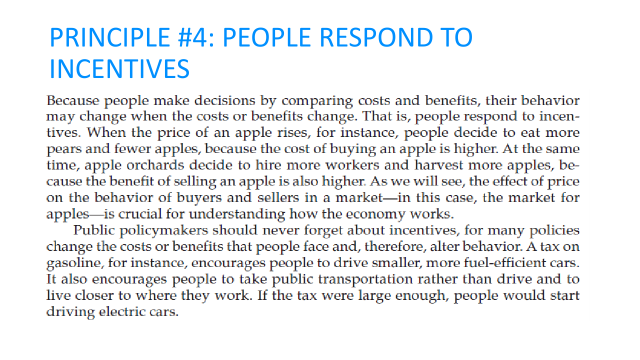 PRINCIPLE #4: PEOPLE RESPOND TO
INCENTIVES
Because people make decisions by comparing costs and benefits, their behavior
may change when the costs or benefits change. That is, people respond to incen-
tives. When the price of an apple rises, for instance, people decide to eat more
pears and fewer apples, because the cost of buying an apple is higher. At the same
time, apple orchards decide to hire more workers and harvest more apples, be-
cause the benefit of selling an apple is also higher. As we will see, the effect of price
on the behavior of buyers and sellers in a market—in this case, the market for
apples—is crucial for understanding how the economy works.
Public policymakers should never forget about incentives, for many policies
change the costs or benefits that people face and, therefore, alter behavior. A tax on
gasoline, for instance, encourages people to drive smaller, more fuel-efficient cars.
It also encourages people to take public transportation rather than drive and to
live closer to where they work. If the tax were large enough, people would start
driving electric cars.